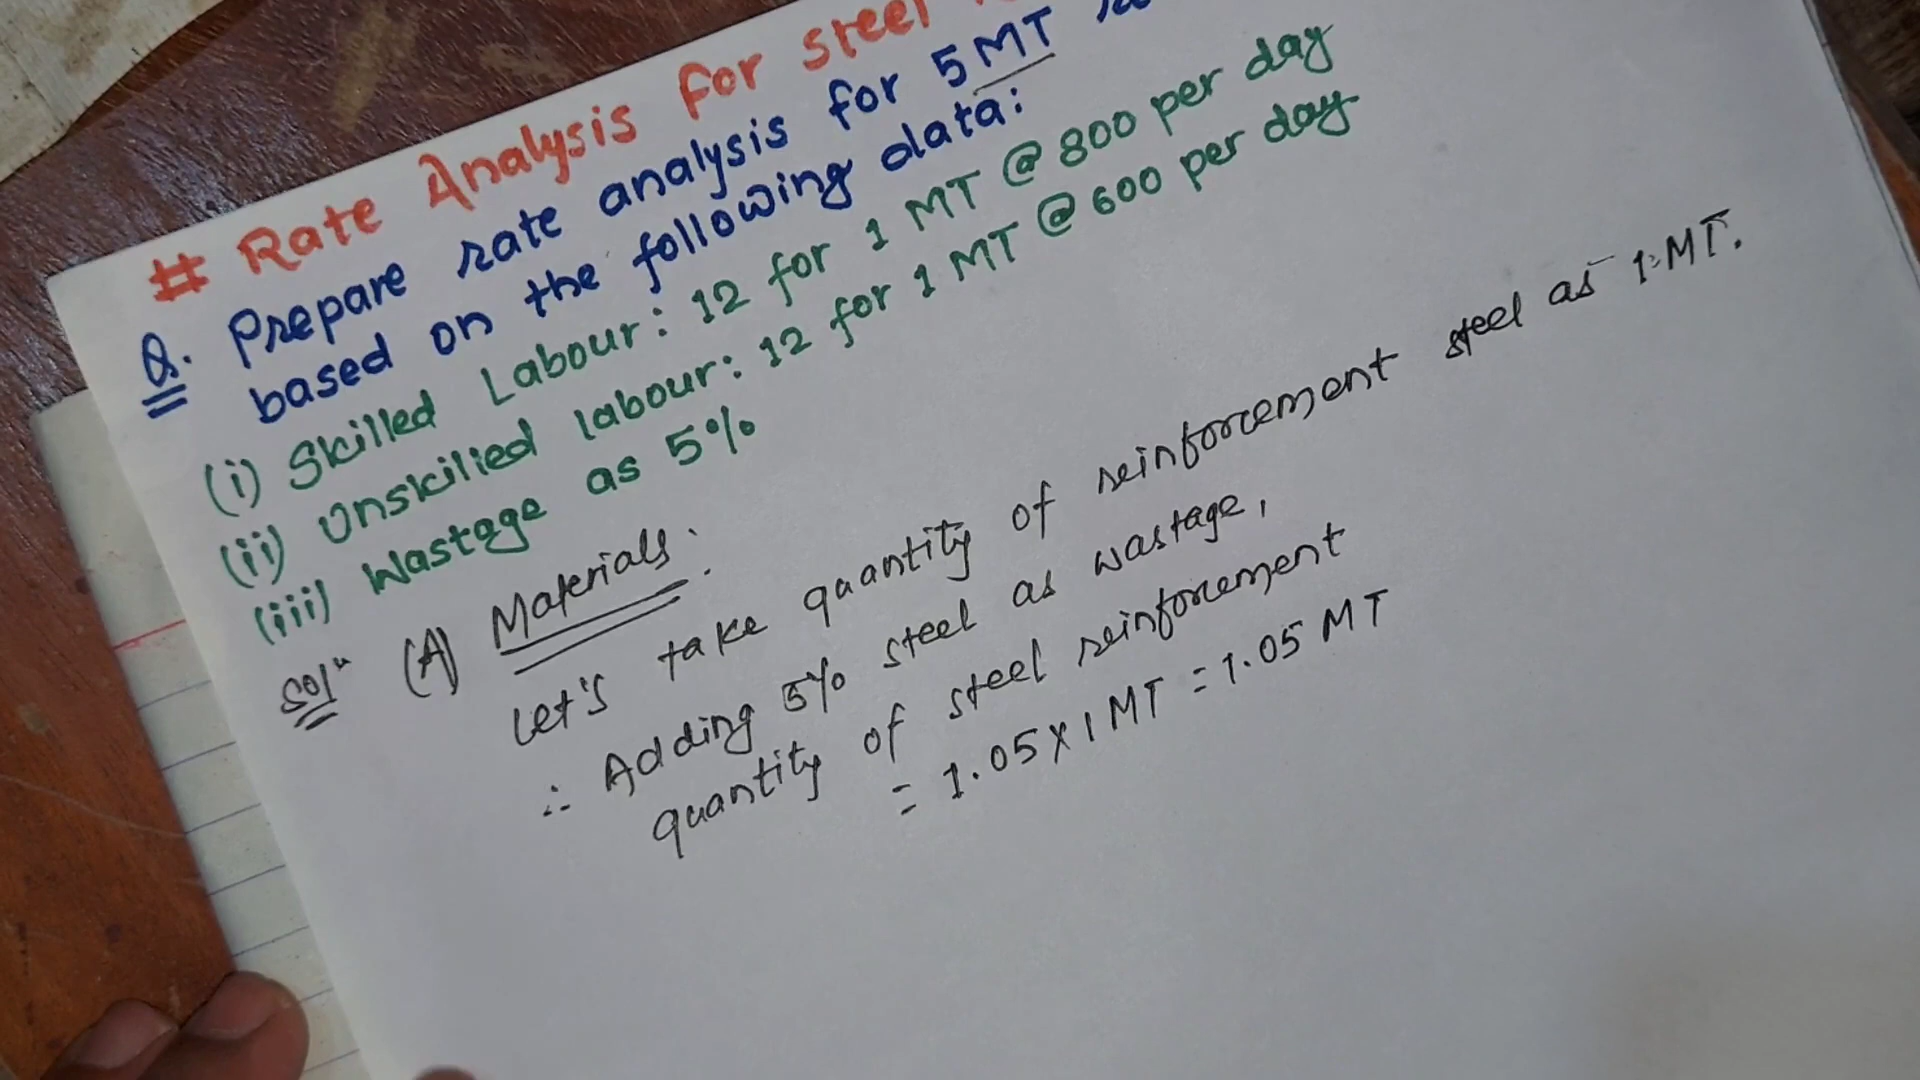 # Rate Analysis for steel
Q. Prepare rate analysis for 5 MT
based on the following data:
(i) Skilled Labour: 12 for 1 MT @ 800 per day
(ii) Unskilied labour: 12 for 1 MT @ 600 per day
(iii) Wastage as 5%
Solⁿ (A) Materials:
Let's take quantity of reinforcement steel as 1 MT.
∴ Adding 5% steel as wastage,
quantity of steel reinforcement
= 1.05 x 1 MT = 1.05 MT